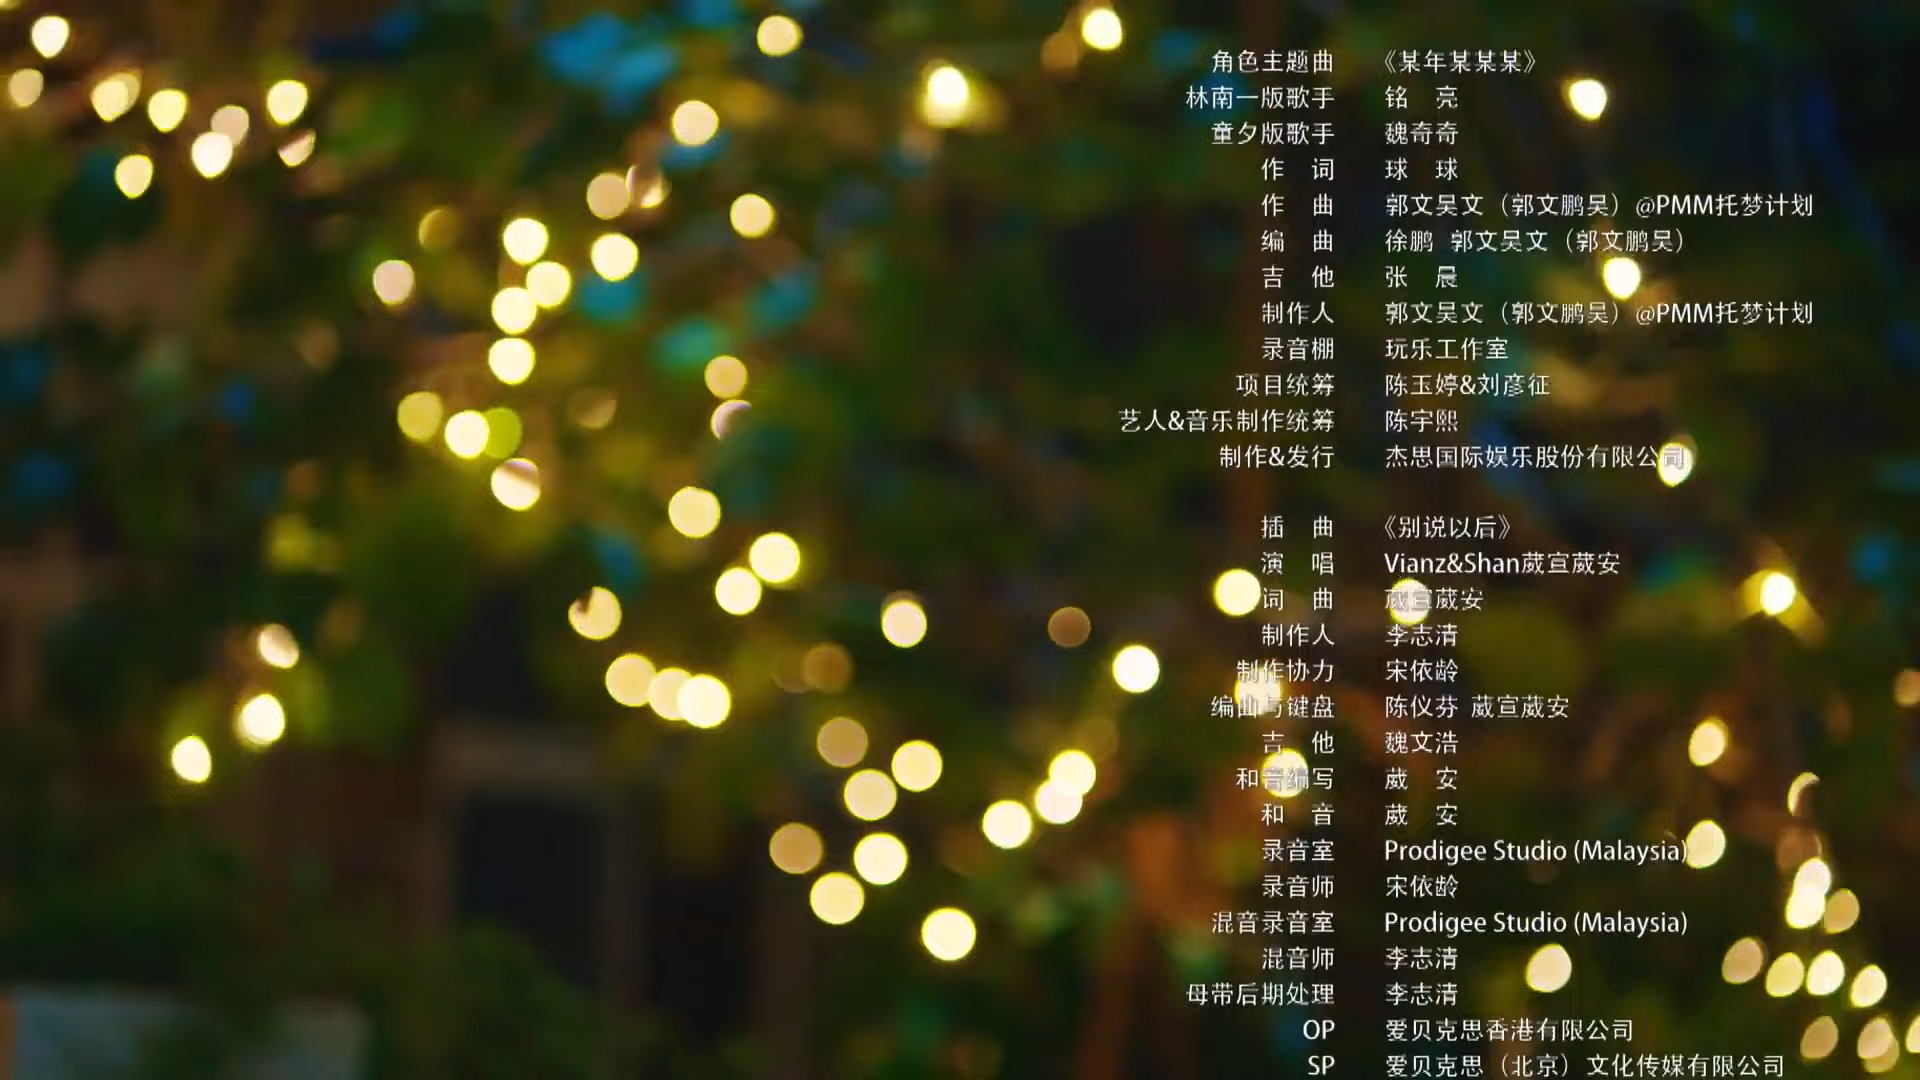 角色主题曲 《某年某某某》
林南一版歌手 铭 亮
童夕版歌手 魏奇奇
作 词 球 球
作 曲 郭文吴文（郭文鹏吴）@PMM托梦计划
编 曲 徐鹏 郭文吴文（郭文鹏吴）
吉 他 张 晨
制作人 郭文吴文（郭文鹏吴）@PMM托梦计划
录音棚 玩乐工作室
项目统筹 陈玉婷&刘彦征
艺人&音乐制作统筹 陈宇熙
制作&发行 杰思国际娱乐股份有限公司
插 曲 《别说以后》
演 唱 Vianz&Shan葳宣葳安
词 曲 葳宣葳安
制作人 李志清
制作协力 宋依龄
编曲与键盘 陈仪芬 葳宣葳安
吉 他 魏文浩
和音编写 葳 安
和 音 葳 安
录音室 Prodigee Studio (Malaysia)
录音师 宋依龄
混音录音室 Prodigee Studio (Malaysia)
混音师 李志清
母带后期处理 李志清
OP 爱贝克思香港有限公司
SP 爱贝克思（北京）文化传媒有限公司